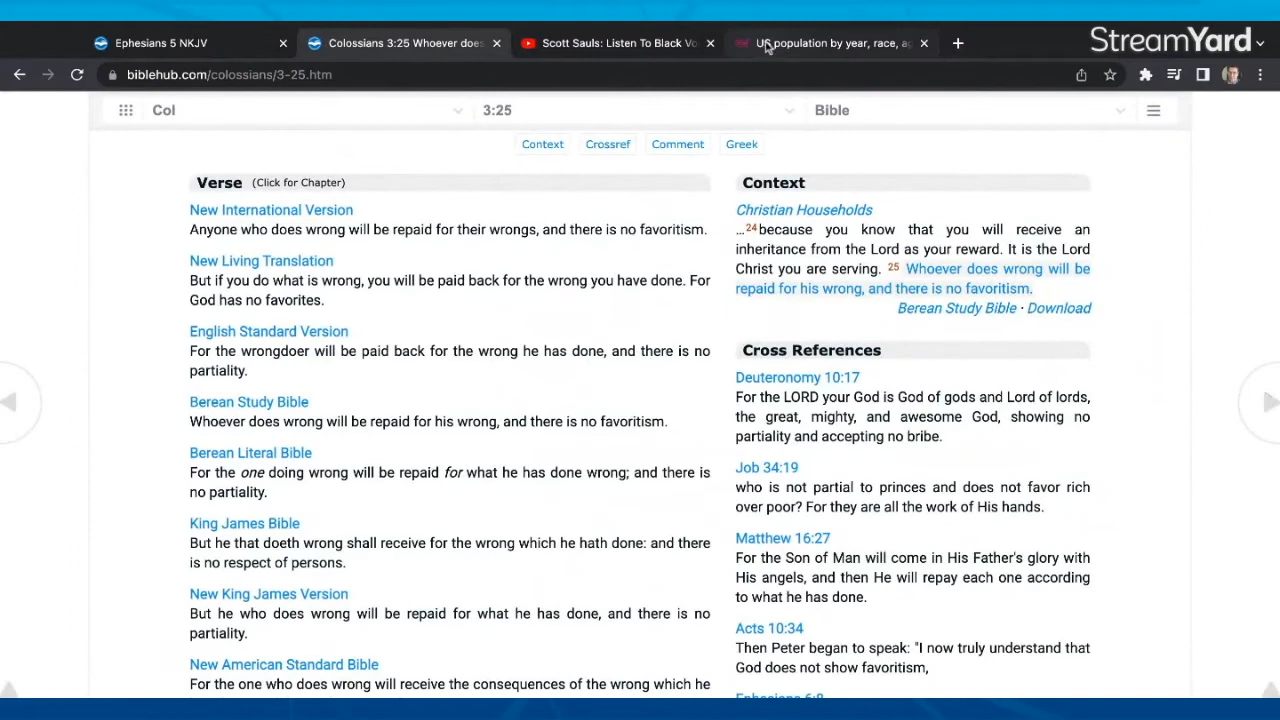 Ephesians 5 NKJV
Colossians 3:25 Whoever does
Scott Sauls: Listen To Black Vo
US population by year, race, ag
StreamYard
biblehub.com/colossians/3-25.htm
Col
3:25
Bible
Context
Crossref
Comment
Greek
Verse (Click for Chapter)
New International Version
Anyone who does wrong will be repaid for their wrongs, and there is no favoritism.
New Living Translation
But if you do what is wrong, you will be paid back for the wrong you have done. For
God has no favorites.
English Standard Version
For the wrongdoer will be paid back for the wrong he has done, and there is no
partiality.
Berean Study Bible
Whoever does wrong will be repaid for his wrong, and there is no favoritism.
Berean Literal Bible
For the one doing wrong will be repaid for what he has done wrong; and there is
no partiality.
King James Bible
But he that doeth wrong shall receive for the wrong which he hath done: and there
is no respect of persons.
New King James Version
But he who does wrong will be repaid for what he has done, and there is no
partiality.
New American Standard Bible
For the one who does wrong will receive the consequences of the wrong which he
Context
Christian Households
…24because you know that you will receive an
inheritance from the Lord as your reward. It is the Lord
Christ you are serving. 25 Whoever does wrong will be
repaid for his wrong, and there is no favoritism.
Berean Study Bible · Download
Cross References
Deuteronomy 10:17
For the LORD your God is God of gods and Lord of lords,
the great, mighty, and awesome God, showing no
partiality and accepting no bribe.
Job 34:19
who is not partial to princes and does not favor rich
over poor? For they are all the work of His hands.
Matthew 16:27
For the Son of Man will come in His Father's glory with
His angels, and then He will repay each one according
to what he has done.
Acts 10:34
Then Peter began to speak: "I now truly understand that
God does not show favoritism,
Ephesians 6:8